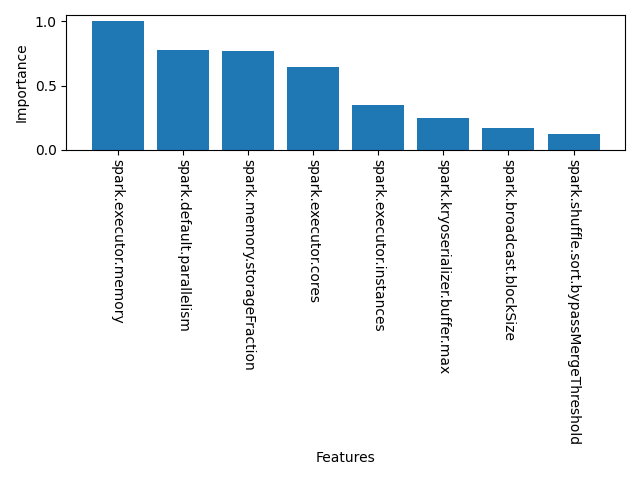 1.0
0.5
0.0
Importance
spark.executor.memory
spark.default.parallelism
spark.memory.storageFraction
spark.executor.cores
spark.executor.instances
spark.kryoserializer.buffer.max
spark.broadcast.blockSize
spark.shuffle.sort.bypassMergeThreshold
Features